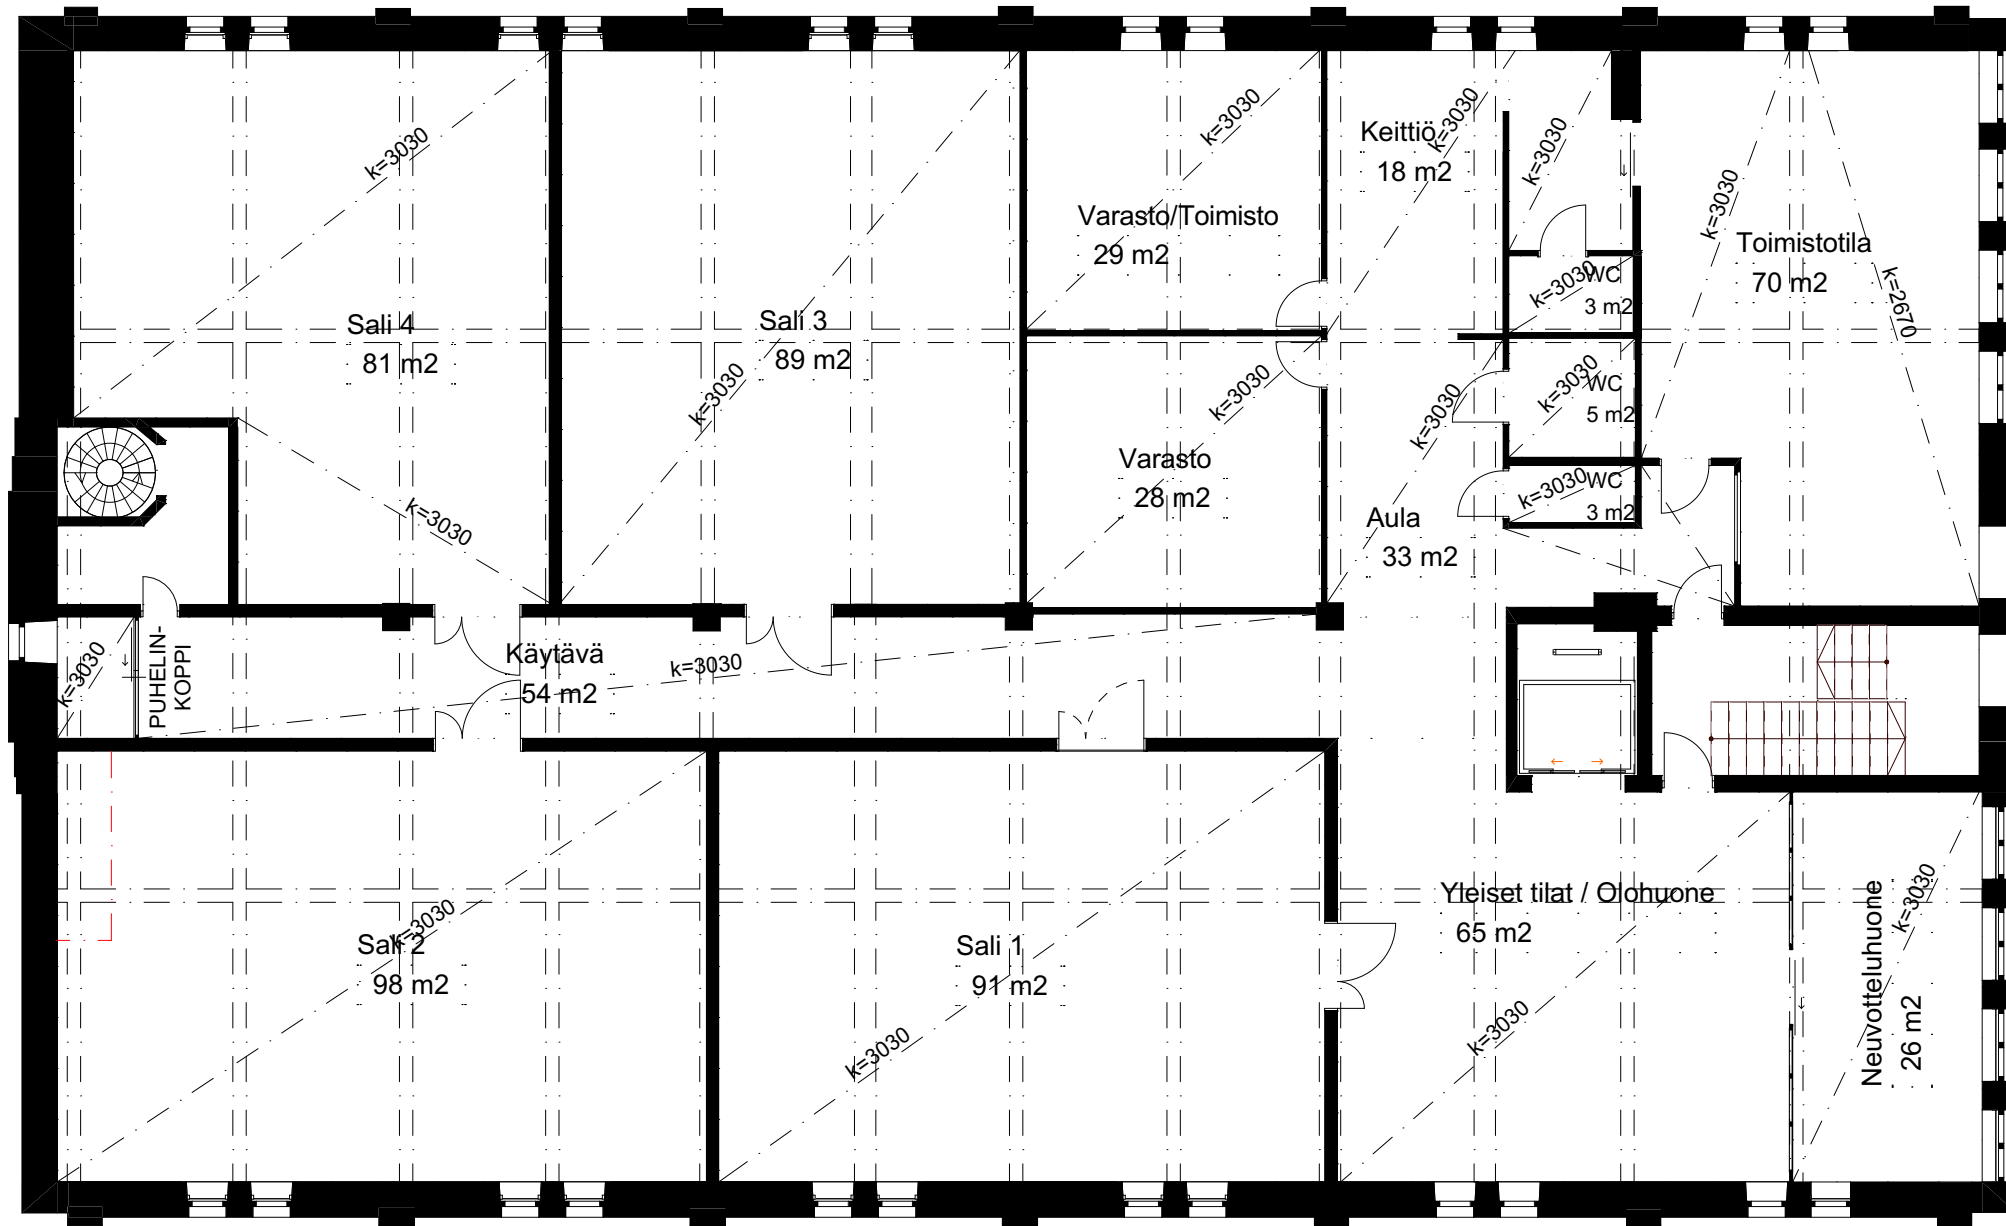 k=3030
k=3030
Keittiö
18 m2
k=3030
k=3030
k=3030
Varasto/Toimisto
29 m2
Toimistotila
70 m2
k=2670
WC
3 m2
k=3030
Sali 4
81 m2
Sali 3
89 m2
k=3030
k=3030
k=3030
WC
5 m2
k=3030
Varasto
28 m2
k=3030
WC
3 m2
k=3030
Aula
33 m2
k=3030
PUHELIN-
KOPPI
Käytävä
54 m2
k=3030
Sali 2
98 m2
k=3030
Sali 1
91 m2
k=3030
Yleiset tilat / Olohuone
65 m2
k=3030
Neuvotteluhuone
26 m2
k=3030